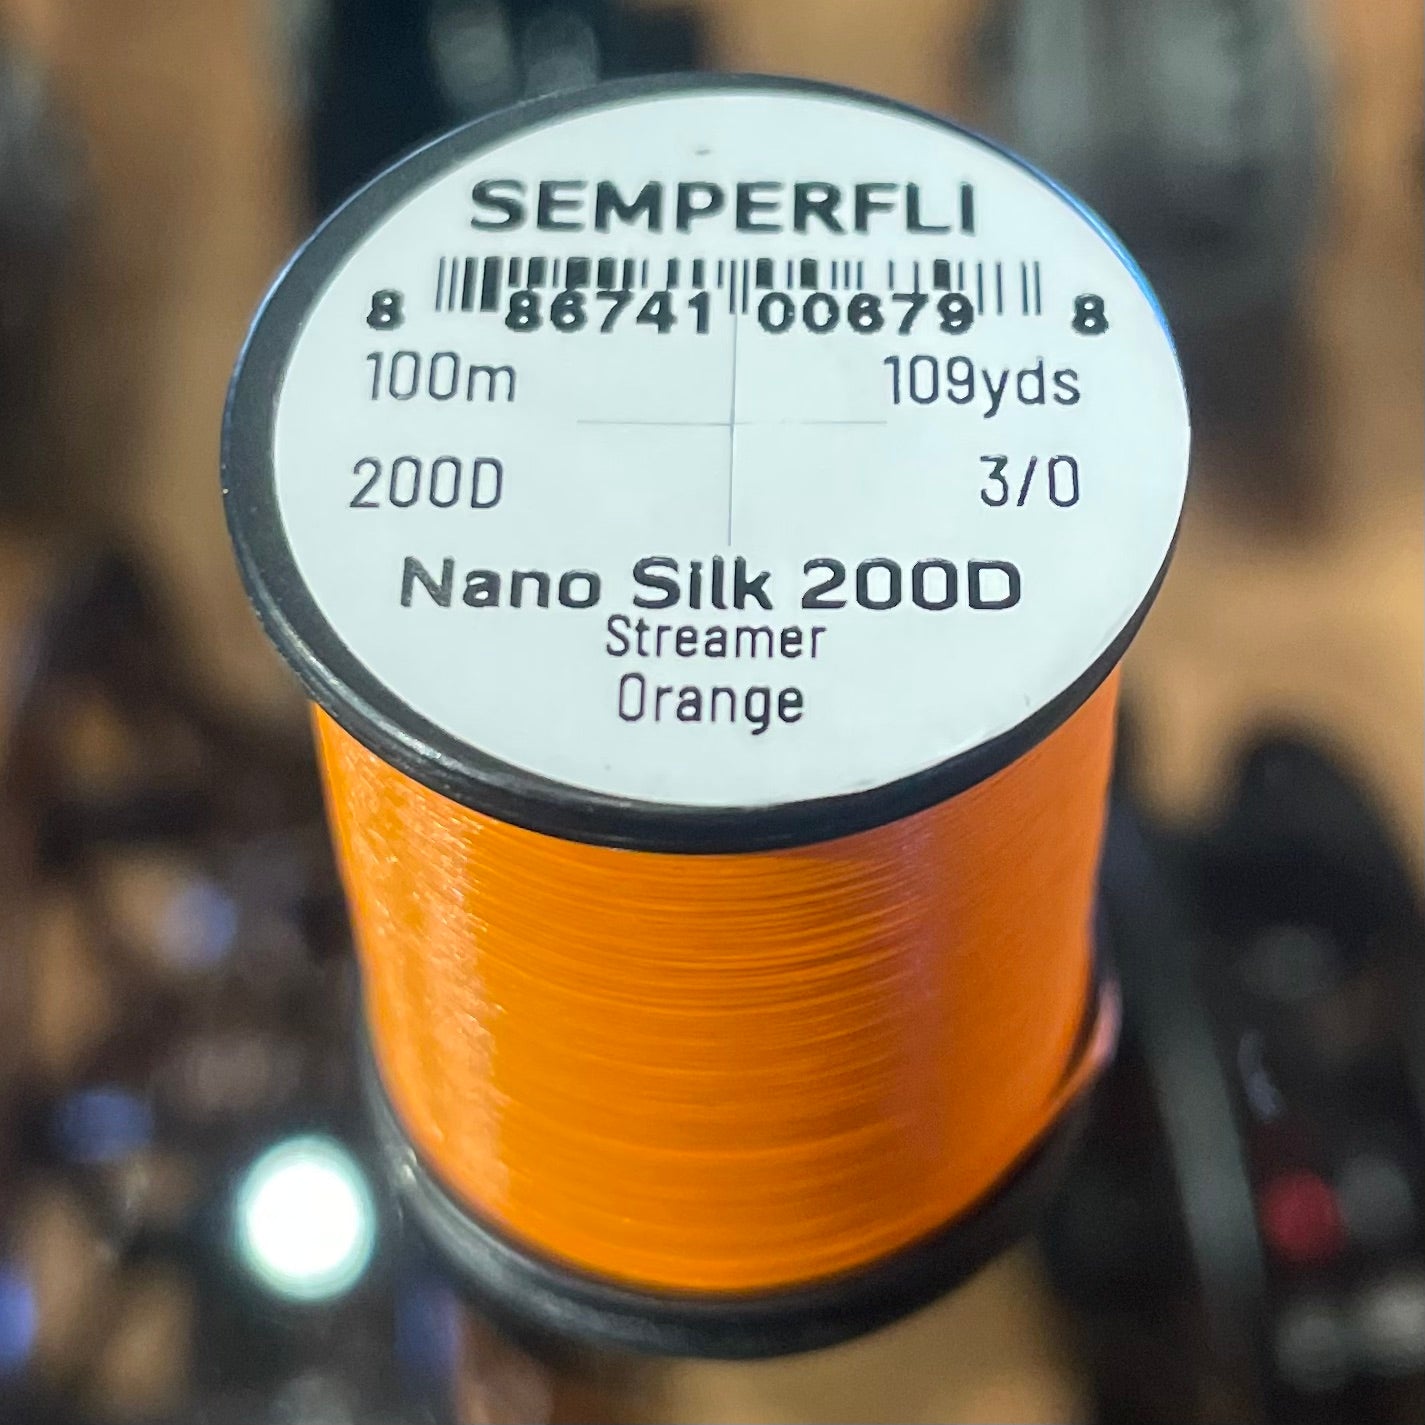 SEMPERFLI
8 86741 00679 8
100m 109yds
200D 3/0
Nano Silk 200D
Streamer
Orange